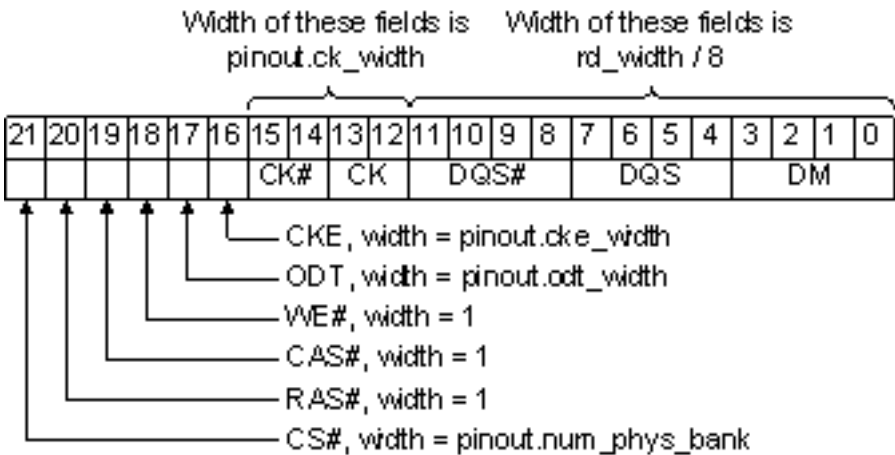 Width of these fields is Width of these fields is
pinout.ck_width rd_width / 8
21 20 19 18 17 16 15 14 13 12 11 10 9 8 7 6 5 4 3 2 1 0
CK# CK DQS# DQS DM
CKE, width = pinout.cke_width
ODT, width = pinout.odt_width
WE#, width = 1
CAS#, width = 1
RAS#, width = 1
CS#, width = pinout.num_phys_bank